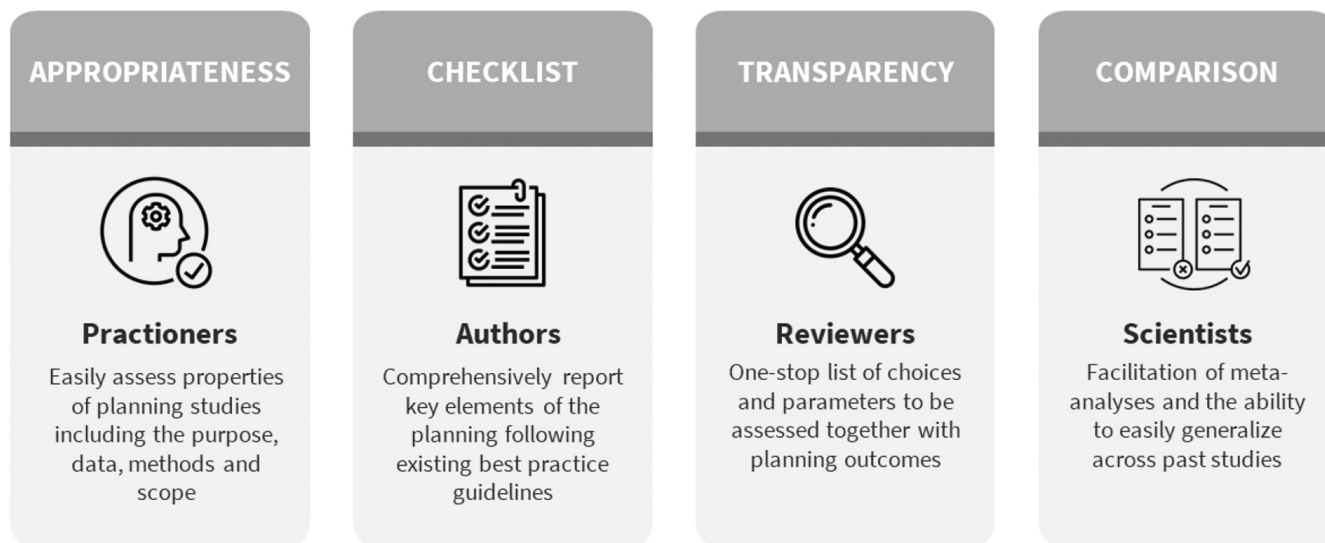 APPROPRIATENESS
Practioners
Easily assess properties
of planning studies
including the purpose,
data, methods and
scope
CHECKLIST
Authors
Comprehensively report
key elements of the
planning following
existing best practice
guidelines
TRANSPARENCY
Reviewers
One-stop list of choices
and parameters to be
assessed together with
planning outcomes
COMPARISON
Scientists
Facilitation of meta-
analyses and the ability
to easily generalize
across past studies